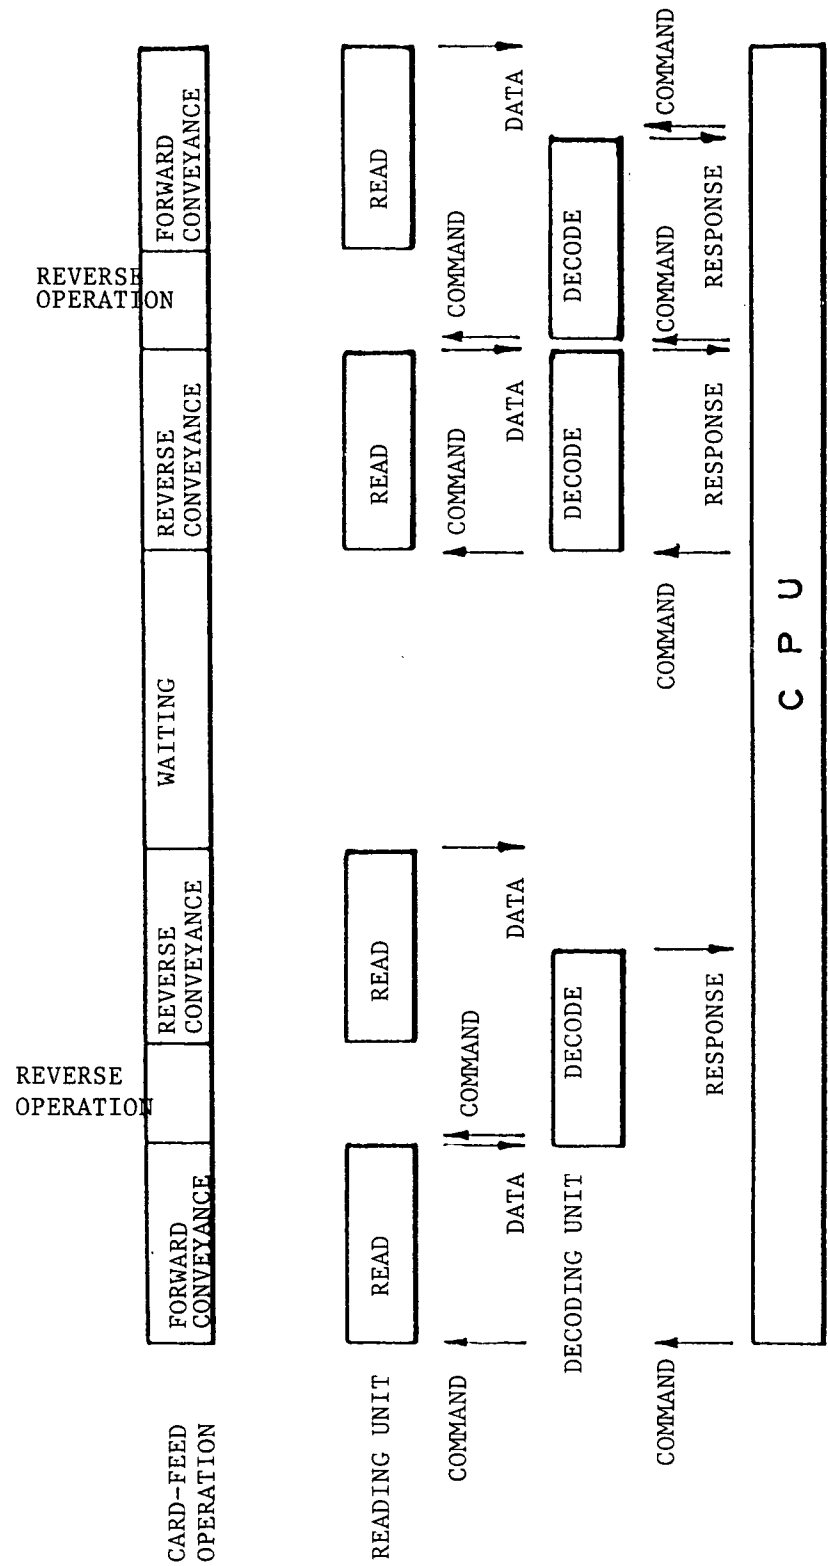 CARD-FEED
OPERATION
FORWARD
CONVEYANCE
REVERSE
OPERATION
REVERSE
CONVEYANCE
WAITING
REVERSE
CONVEYANCE
REVERSE
OPERATION
FORWARD
CONVEYANCE
READING UNIT
READ
READ
READ
READ
COMMAND
DATA
COMMAND
DATA
COMMAND
DATA
COMMAND
DATA
DECODING UNIT
DECODE
DECODE
DECODE
COMMAND
RESPONSE
COMMAND
RESPONSE
COMMAND
RESPONSE
COMMAND
C P U